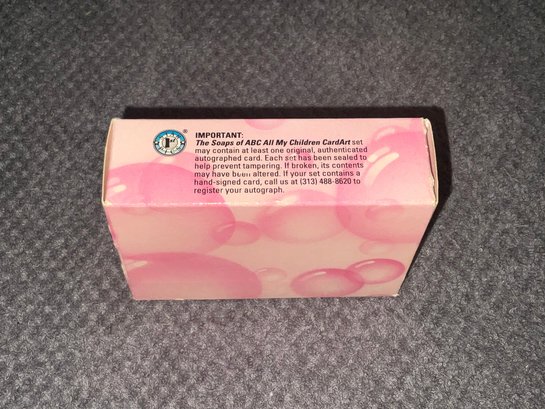 IMPORTANT:
The Soaps of ABC All My Children CardArt set
may contain at least one original, authenticated
autographed card. Each set has been sealed to
help prevent tampering. If broken, its contents
may have been altered. If your set contains a
hand-signed card, call us at (313) 488-8620 to
register your autograph.